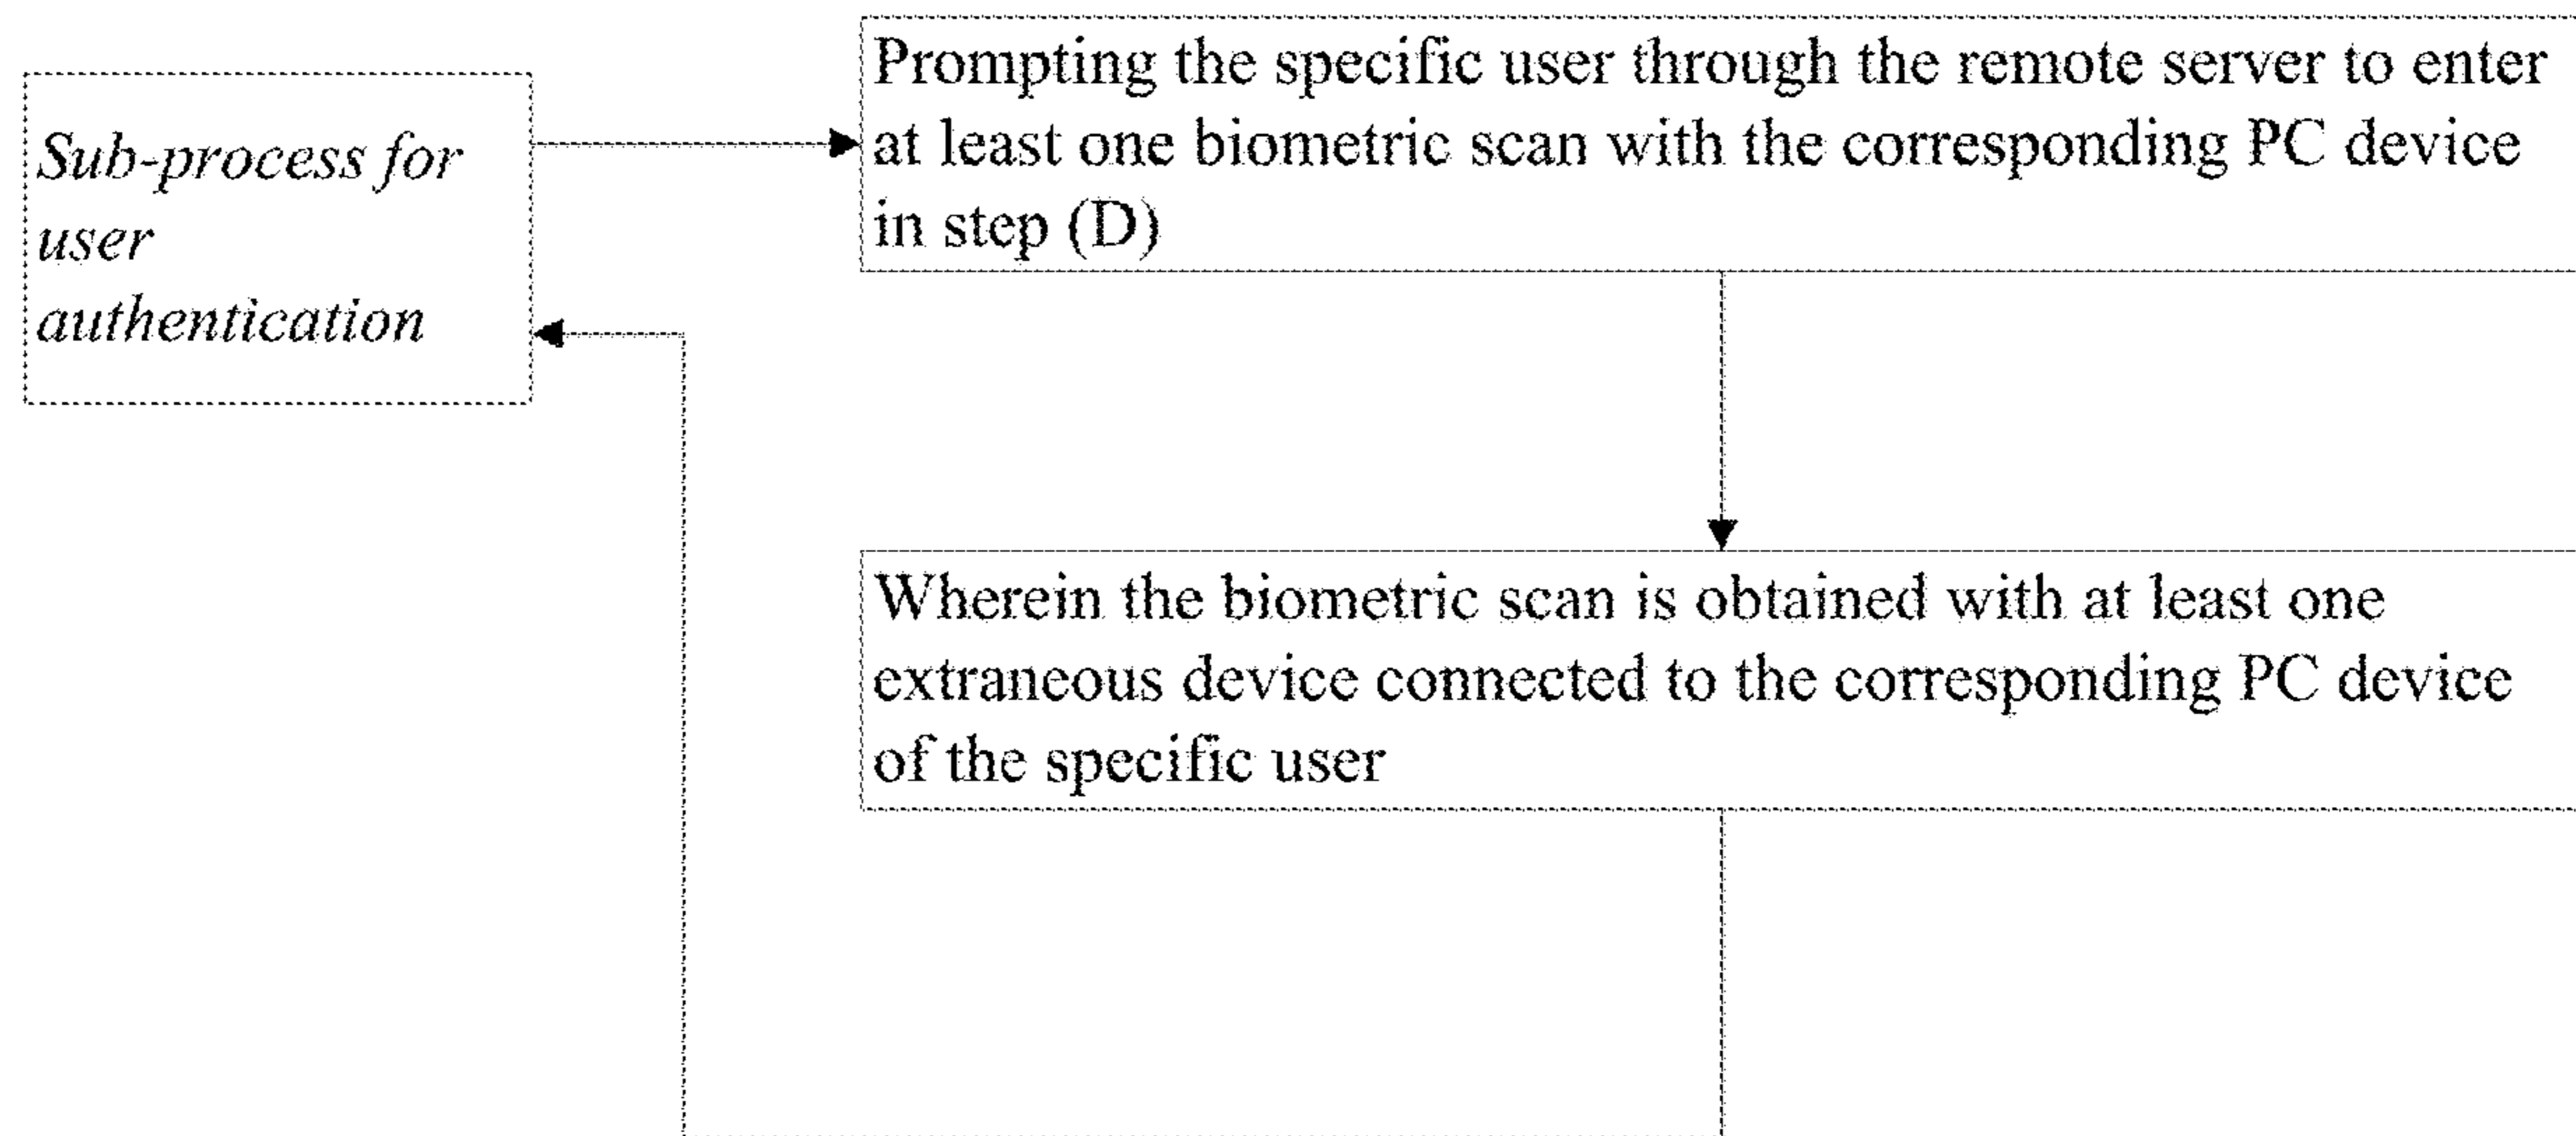 Sub-process for
user
authentication
Prompting the specific user through the remote server to enter
at least one biometric scan with the corresponding PC device
in step (D)
Wherein the biometric scan is obtained with at least one
extraneous device connected to the corresponding PC device
of the specific user